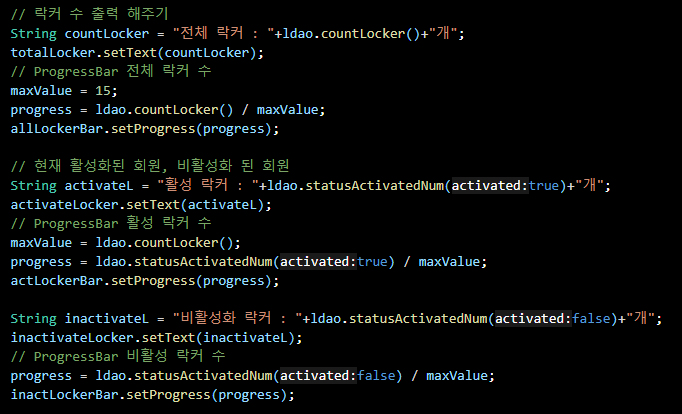 // 락커 수 출력 해주기
String countLocker = "전체 락커 : "+ldao.countLocker()+"개";
totalLocker.setText(countLocker);
// ProgressBar 전체 락커 수
maxValue = 15;
progress = ldao.countLocker() / maxValue;
allLockerBar.setProgress(progress);
// 현재 활성화된 회원, 비활성화 된 회원
String activateL = "활성 락커 : "+ldao.statusActivatedNum(activated:true)+"개";
activateLocker.setText(activateL);
// ProgressBar 활성 락커 수
maxValue = ldao.countLocker();
progress = ldao.statusActivatedNum(activated:true) / maxValue;
actLockerBar.setProgress(progress);
String inactivateL = "비활성화 락커 : "+ldao.statusActivatedNum(activated:false)+"개";
inactivateLocker.setText(inactivateL);
// ProgressBar 비활성 락커 수
progress = ldao.statusActivatedNum(activated:false) / maxValue;
inactLockerBar.setProgress(progress);